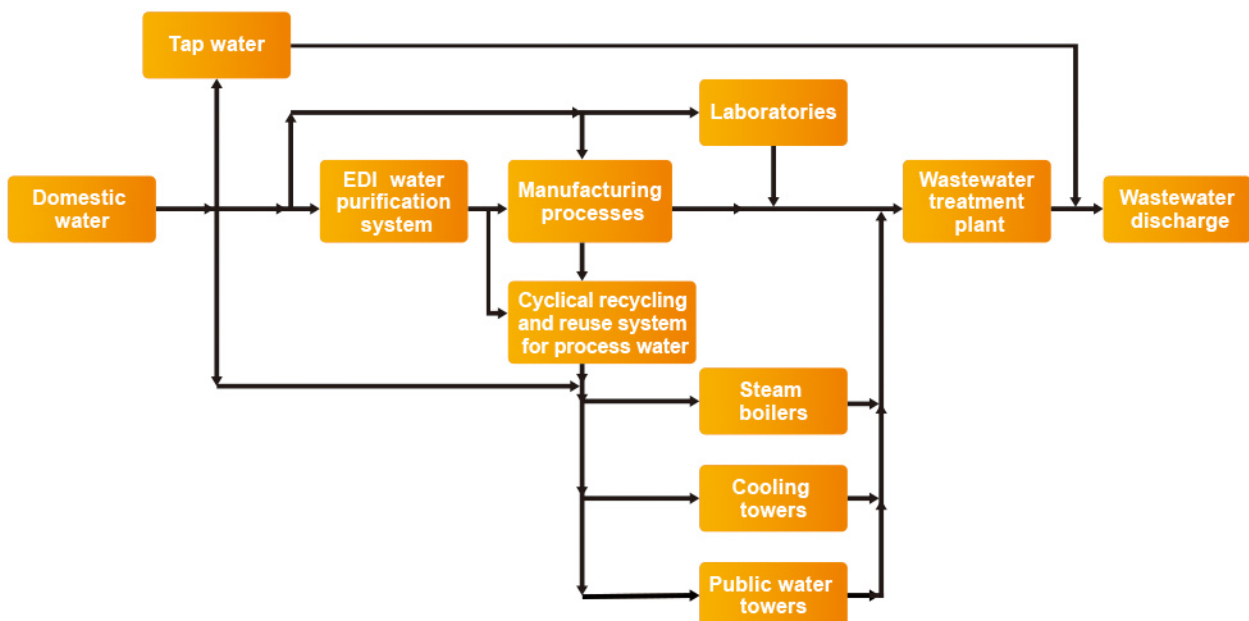 Tap water
Laboratories
Domestic
water
EDI water
purification
system
Manufacturing
processes
Wastewater
treatment
plant
Wastewater
discharge
Cyclical recycling
and reuse system
for process water
Steam
boilers
Cooling
towers
Public water
towers